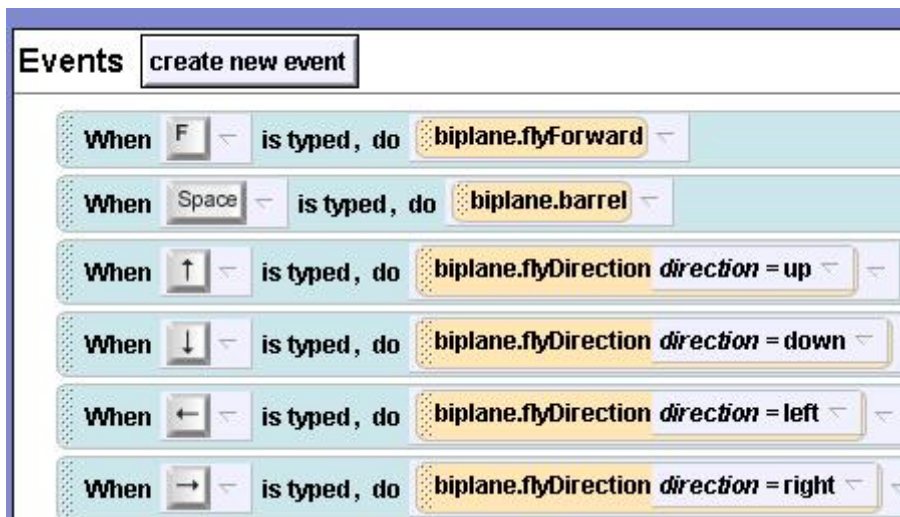 Events create new event
When F is typed, do biplane.flyForward
When Space is typed, do biplane.barrel
When ↑ is typed, do biplane.flyDirection direction = up
When ↓ is typed, do biplane.flyDirection direction = down
When ← is typed, do biplane.flyDirection direction = left
When → is typed, do biplane.flyDirection direction = right